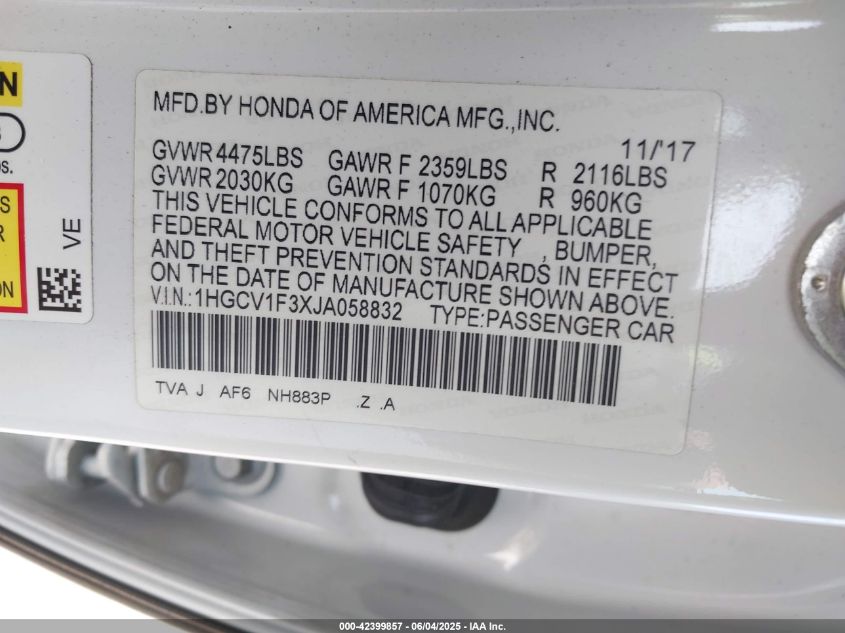 N
3
OS.
S
R
ON
VE
MFD.BY HONDA OF AMERICA MFG.,INC.
11/'17
GVWR 4475LBS GAWR F 2359LBS R 2116LBS
GVWR 2030KG GAWR F 1070KG R 960KG
THIS VEHICLE CONFORMS TO ALL APPLICABLE
FEDERAL MOTOR VEHICLE SAFETY , BUMPER,
AND THEFT PREVENTION STANDARDS IN EFFECT
ON THE DATE OF MANUFACTURE SHOWN ABOVE.
V.I.N.:1HGCV1F3XJA058832 TYPE:PASSENGER CAR
TVA J AF6 NH883P .Z .A
000-42399857 | 06/04/2025 - IAA Inc.